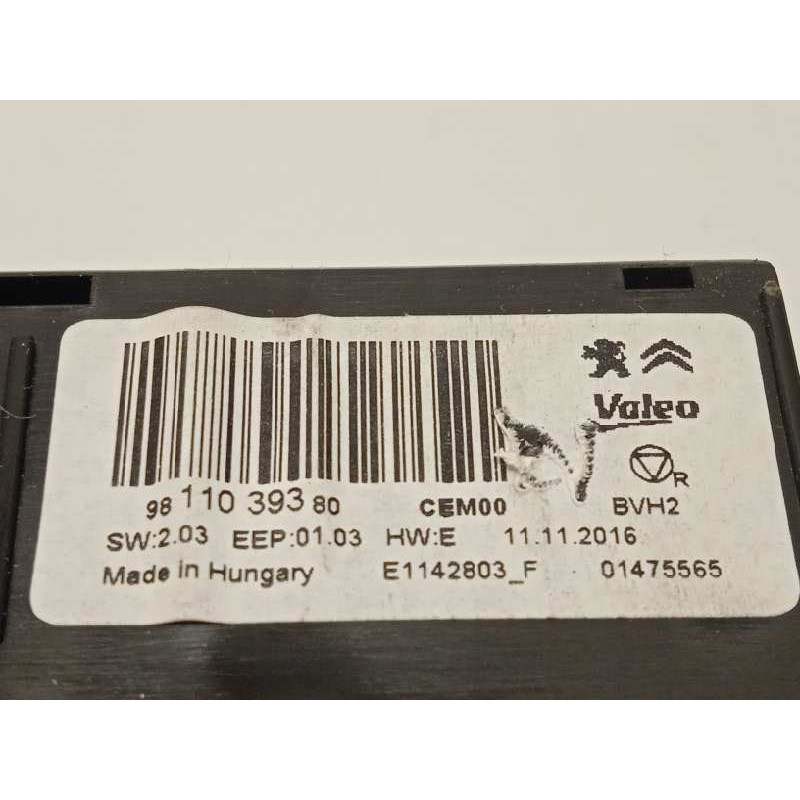 Valeo
R
98 110 393 80 CEM00 BVH2
SW:2.03 EEP:01.03 HW:E 11.11.2016
Made in Hungary E1142803_F 01475565